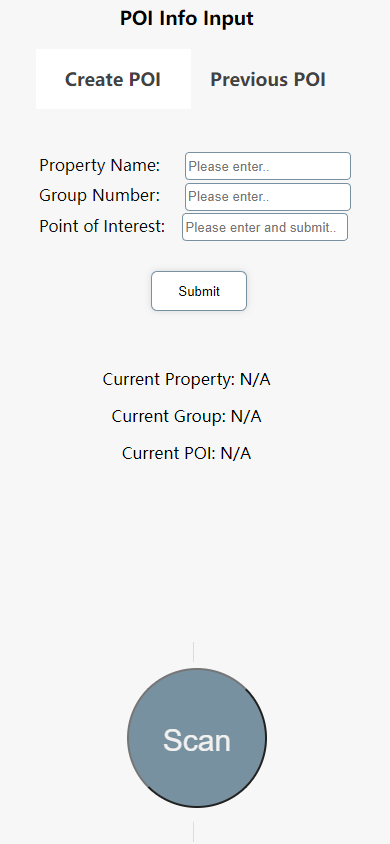 POI Info Input
Create POI Previous POI
Property Name: Please enter..
Group Number: Please enter..
Point of Interest: Please enter and submit..
Submit
Current Property: N/A
Current Group: N/A
Current POI: N/A
Scan